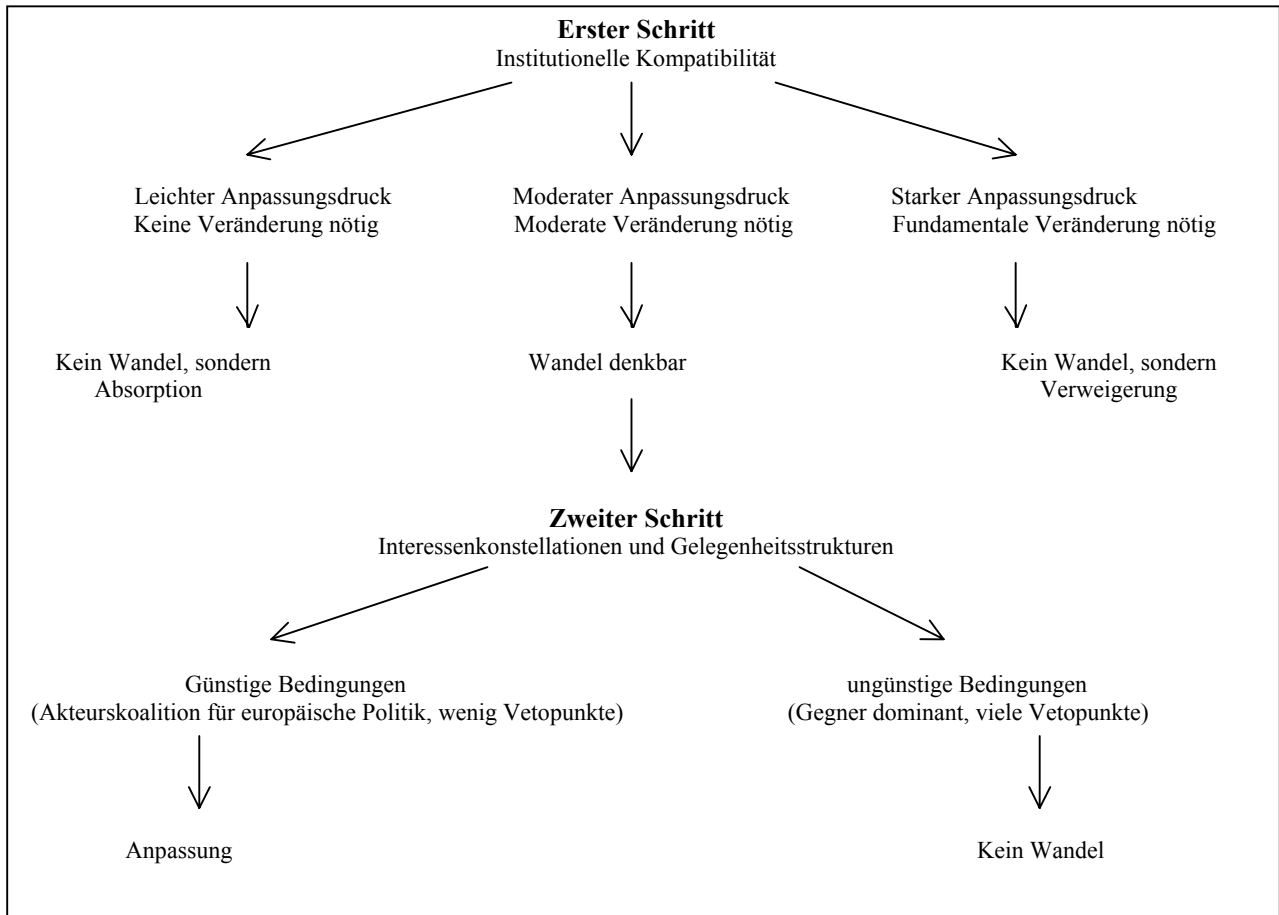 Erster Schritt
Institutionelle Kompatibilität
Leichter Anpassungsdruck
Keine Veränderung nötig
Moderater Anpassungsdruck
Moderate Veränderung nötig
Starker Anpassungsdruck
Fundamentale Veränderung nötig
Kein Wandel, sondern
Absorption
Wandel denkbar
Kein Wandel, sondern
Verweigerung
Zweiter Schritt
Interessenkonstellationen und Gelegenheitsstrukturen
Günstige Bedingungen
(Akteurskoalition für europäische Politik, wenig Vetopunkte)
ungünstige Bedingungen
(Gegner dominant, viele Vetopunkte)
Anpassung
Kein Wandel